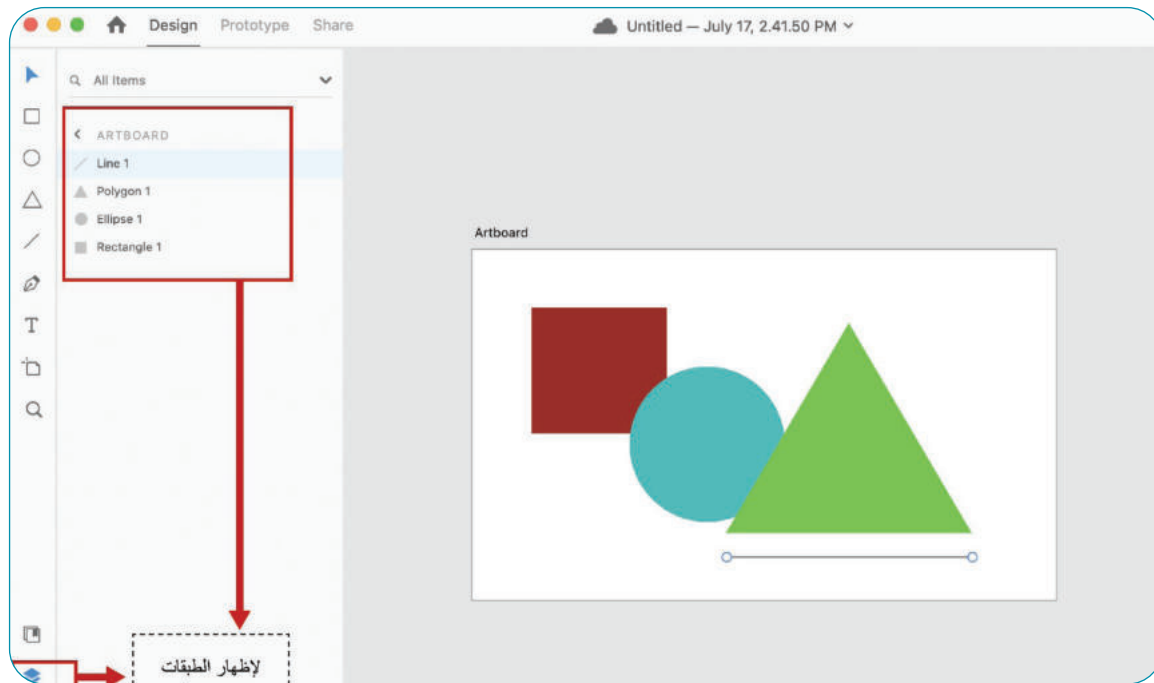 Design Prototype Share
Untitled — July 17, 2.41.50 PM
All Items
ARTBOARD
Line 1
Polygon 1
Ellipse 1
Rectangle 1
Artboard
T
لإظهار الطبقات